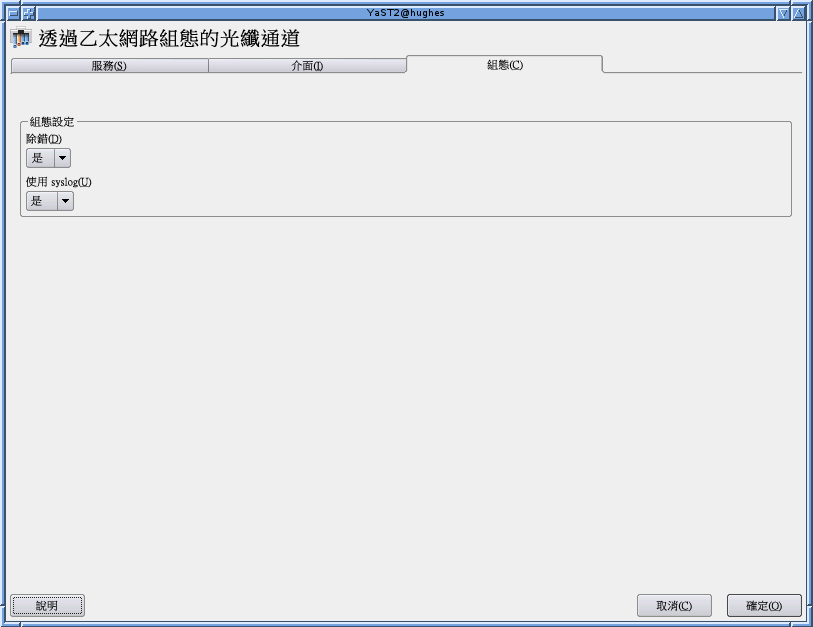 YaST2@hughes
透過乙太網路組態的光纖通道
服務(S) 介面(I) 組態(C)
組態設定
除錯(D)
是
使用 syslog(U)
是
說明 取消(C) 確定(O)